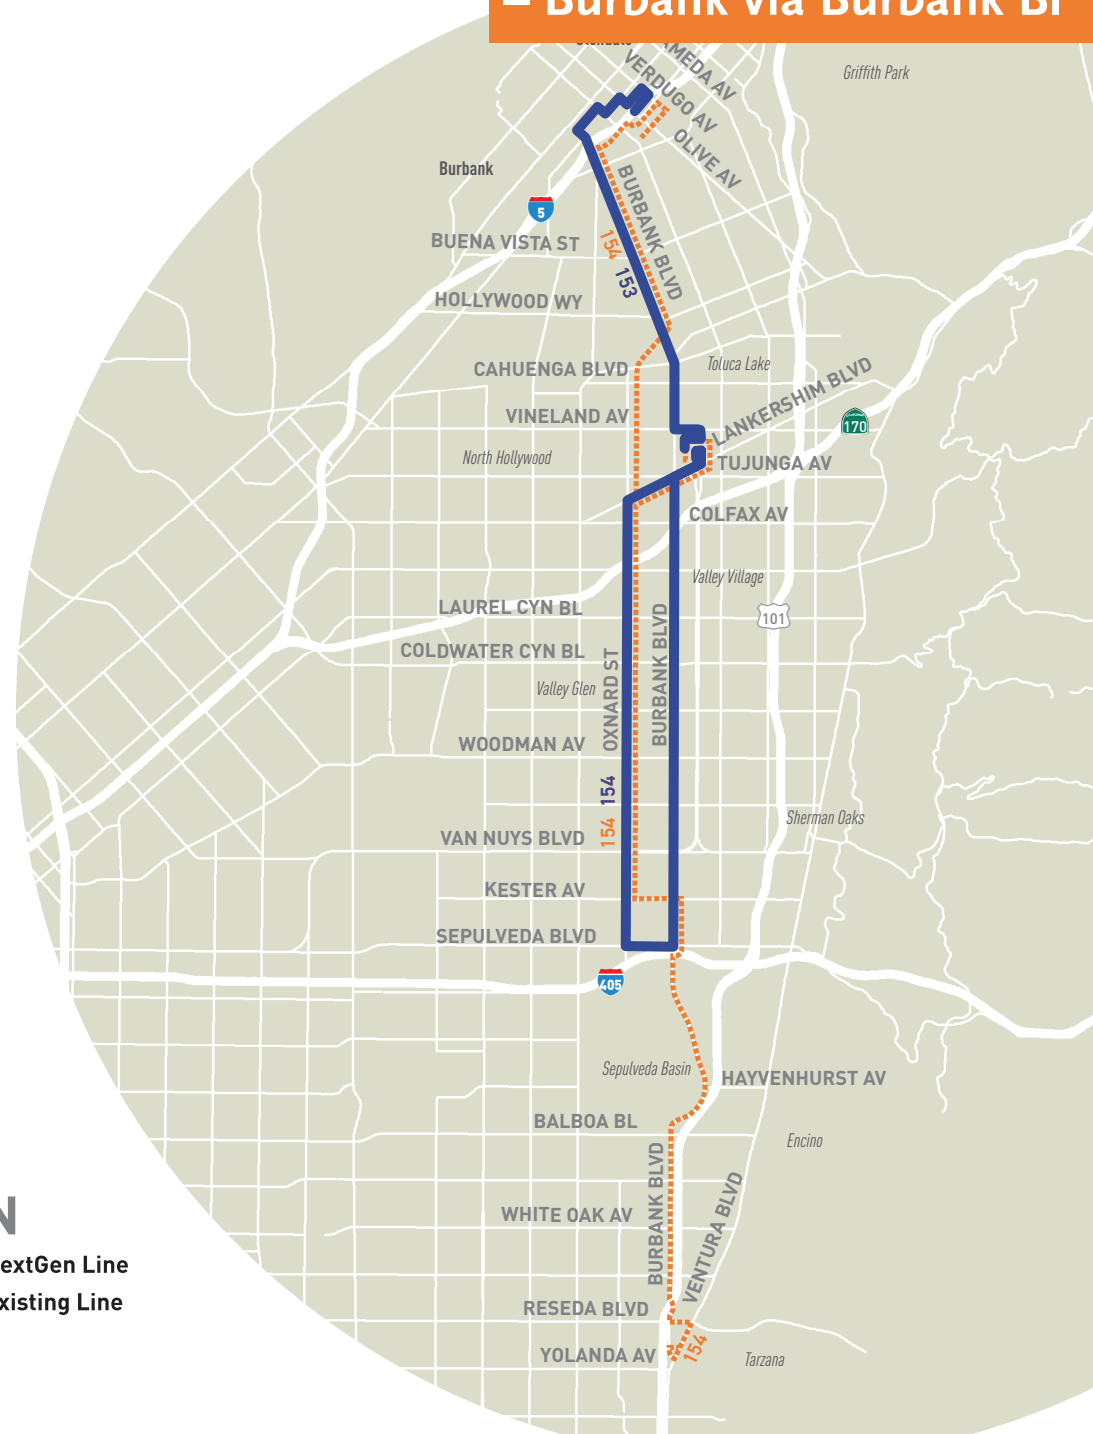 – Burbank via Burbank Bl
Griffith Park
VERDUGO AV
OLIVE AV
Burbank
5
BURBANK BLVD
BUENA VISTA ST
154
153
HOLLYWOOD WY
CAHUENGA BLVD
Toluca Lake
LANKERSHIM BLVD
VINELAND AV
170
North Hollywood
TUJUNGA AV
COLFAX AV
Valley Village
LAUREL CYN BL
101
COLDWATER CYN BL
OXNARD ST
BURBANK BLVD
Valley Glen
WOODMAN AV
154
154
Sherman Oaks
VAN NUYS BLVD
KESTER AV
SEPULVEDA BLVD
405
Sepulveda Basin
HAYVENHURST AV
BALBOA BL
Encino
BURBANK BLVD
VENTURA BLVD
WHITE OAK AV
N
extGen Line
xisting Line
RESEDA BLVD
154
YOLANDA AV
Tarzana